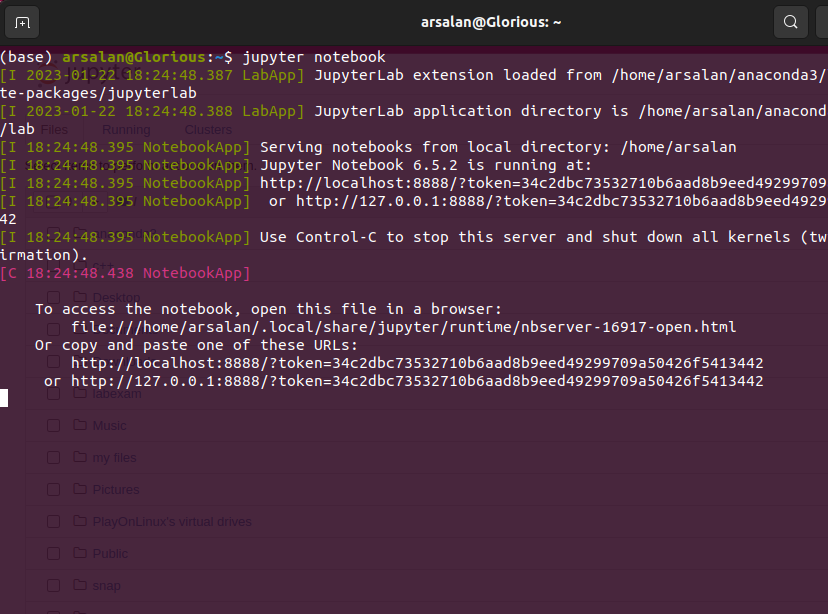 arsalan@Glorious: ~
(base) arsalan@Glorious:~$ jupyter notebook
[I 2023-01-22 18:24:48.387 LabApp] JupyterLab extension loaded from /home/arsalan/anaconda3/
te-packages/jupyterlab
[I 2023-01-22 18:24:48.388 LabApp] JupyterLab application directory is /home/arsalan/anacond
/lab
Files Running Clusters
[I 18:24:48.395 NotebookApp] Serving notebooks from local directory: /home/arsalan
[I 18:24:48.395 NotebookApp] Jupyter Notebook 6.5.2 is running at:
[I 18:24:48.395 NotebookApp] http://localhost:8888/?token=34c2dbc73532710b6aad8b9eed49299709
[I 18:24:48.395 NotebookApp]  or http://127.0.0.1:8888/?token=34c2dbc73532710b6aad8b9eed4929
42
[I 18:24:48.395 NotebookApp] Use Control-C to stop this server and shut down all kernels (tw
irmation).
[C 18:24:48.438 NotebookApp]
Desktop
To access the notebook, open this file in a browser:
file:///home/arsalan/.local/share/jupyter/runtime/nbserver-16917-open.html
Or copy and paste one of these URLs:
http://localhost:8888/?token=34c2dbc73532710b6aad8b9eed49299709a50426f5413442
or http://127.0.0.1:8888/?token=34c2dbc73532710b6aad8b9eed49299709a50426f5413442
labexam
Music
my files
Pictures
PlayOnLinux's virtual drives
Public
snap